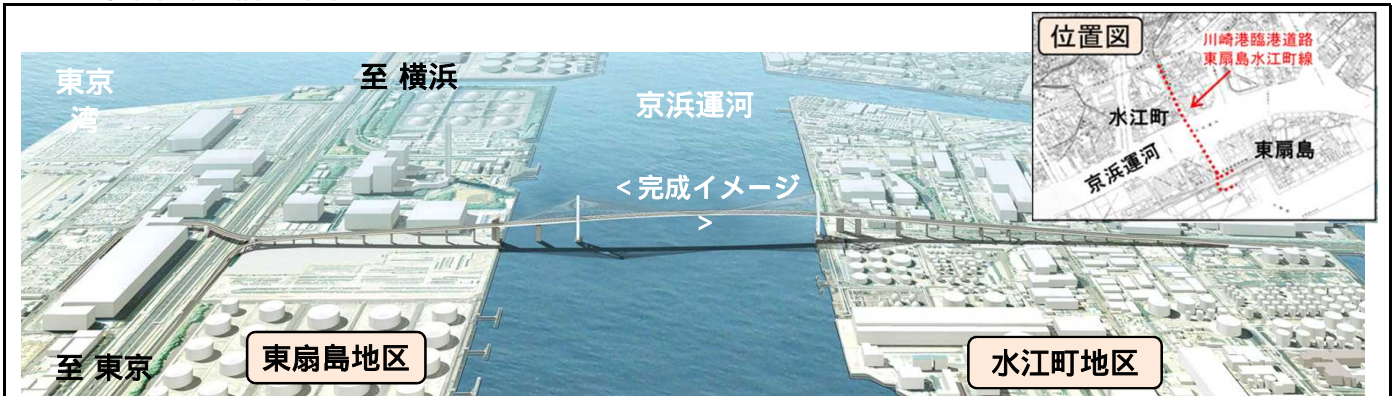 位置図
川崎港臨港道路
東扇島水江町線
水江町
東扇島
京浜運河
東京
湾
至 横浜
京浜運河
<完成イメージ
>
至 東京
東扇島地区
水江町地区